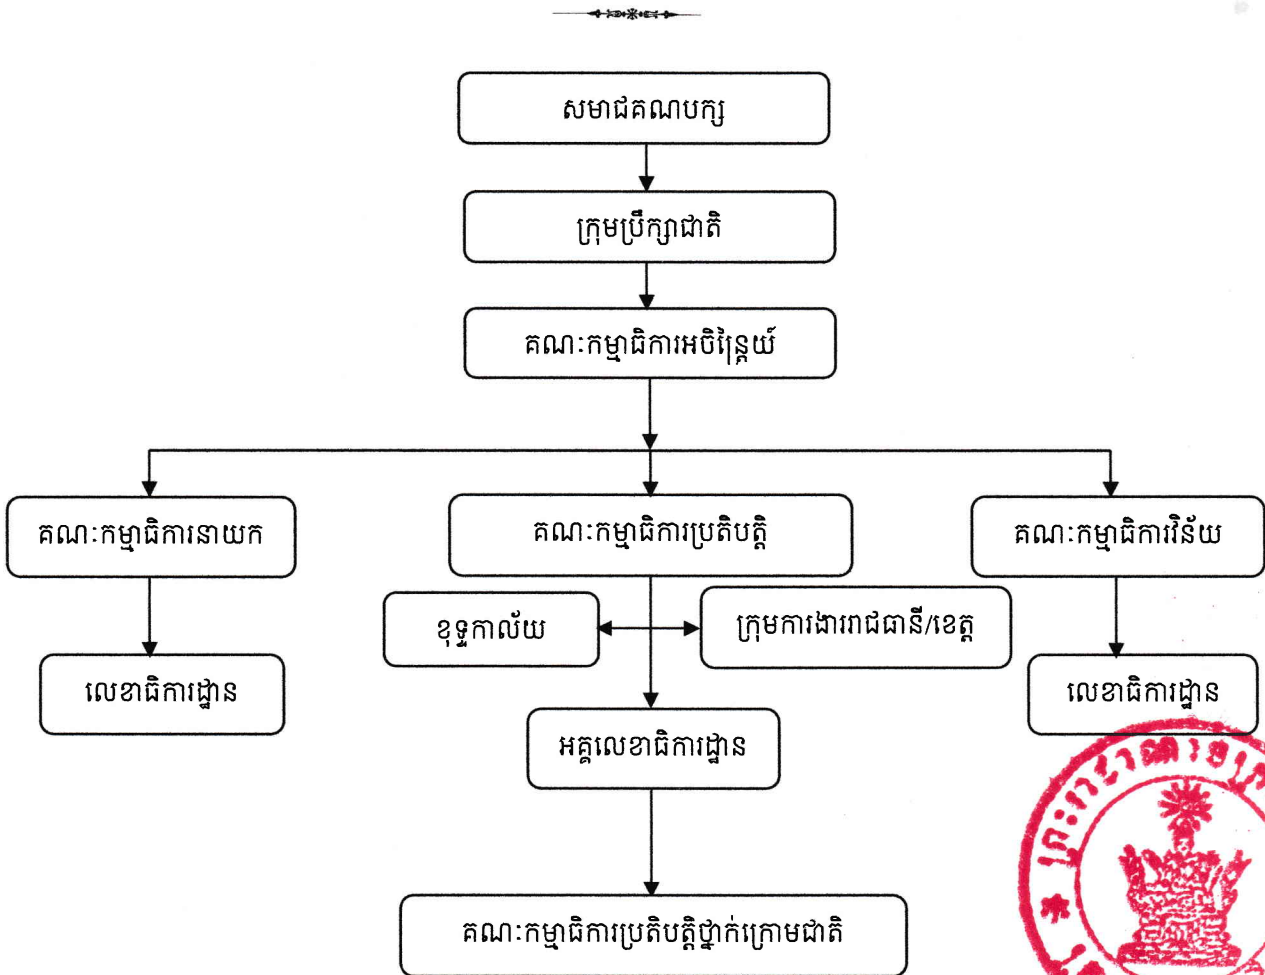 សមាជគណបក្ស
ក្រុមប្រឹក្សាជាតិ
គណៈកម្មាធិការអចិន្ត្រៃយ៍
គណៈកម្មាធិការនាយក
គណៈកម្មាធិការប្រតិបត្តិ
គណៈកម្មាធិការវិន័យ
ខុទ្ទកាល័យ
ក្រុមការងាររាជធានី/ខេត្ត
លេខាធិការដ្ឋាន
លេខាធិការដ្ឋាន
អគ្គលេខាធិការដ្ឋាន
គណៈកម្មាធិការប្រតិបត្តិថ្នាក់ក្រោមជាតិ